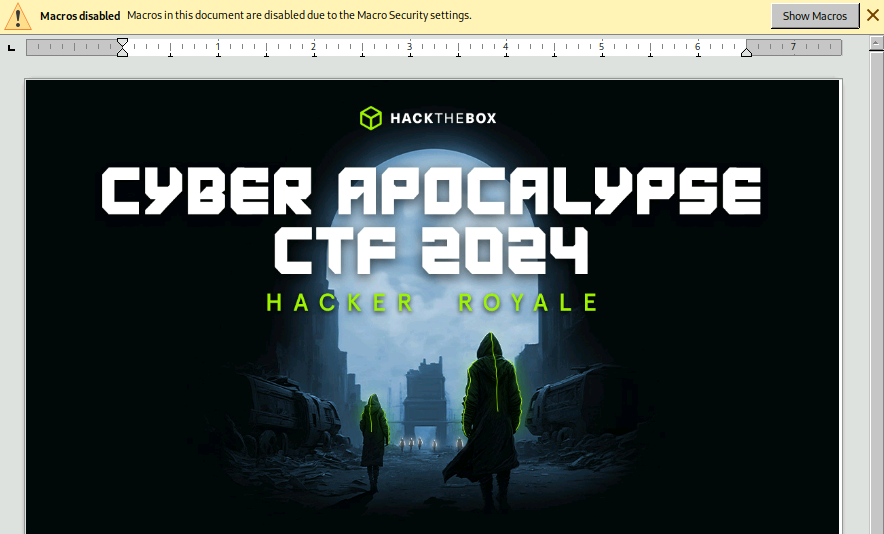 Macros disabled Macros in this document are disabled due to the Macro Security settings. Show Macros
1 2 3 4 5 6 7
HACKTHEBOX
CYBER APOCALYPSE
CTF 2024
HACKER ROYALE